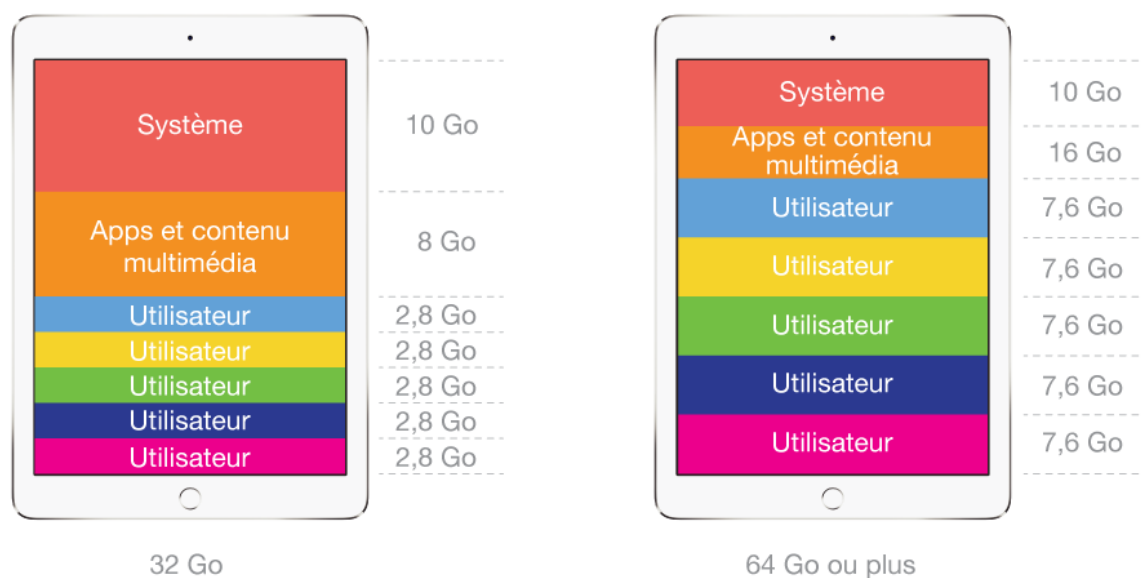 Système
10 Go
Apps et contenu
multimédia
8 Go
Utilisateur
2,8 Go
Utilisateur
2,8 Go
Utilisateur
2,8 Go
Utilisateur
2,8 Go
Utilisateur
2,8 Go
32 Go
Système
10 Go
Apps et contenu
multimédia
16 Go
Utilisateur
7,6 Go
Utilisateur
7,6 Go
Utilisateur
7,6 Go
Utilisateur
7,6 Go
Utilisateur
7,6 Go
64 Go ou plus